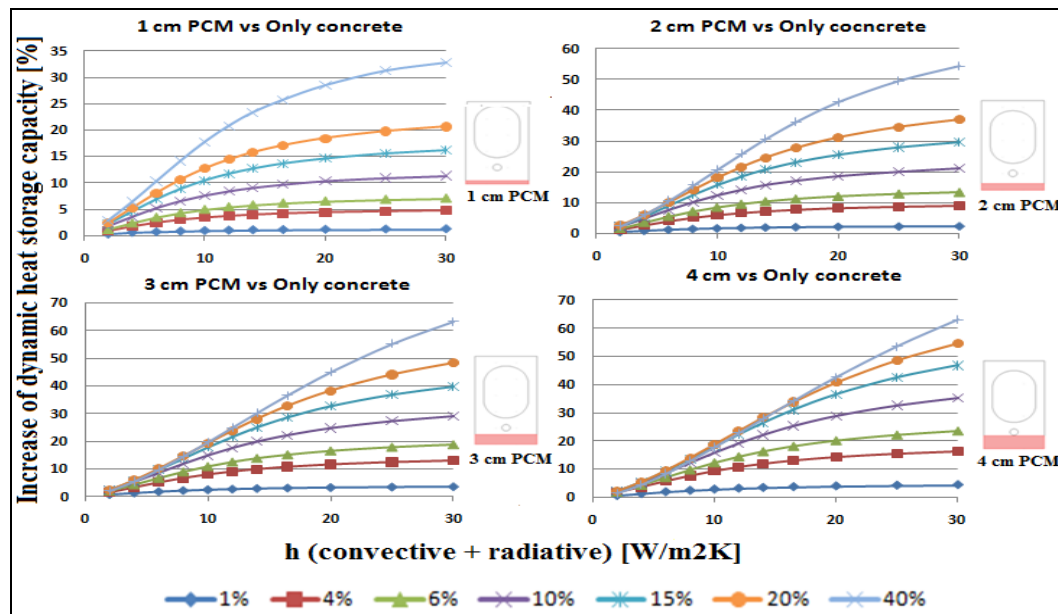 Increase of dynamic heat storage capacity [%]
1 cm PCM vs Only concrete
35
30
25
20
15
10
5
0
0 10 20 30
1 cm PCM
2 cm PCM vs Only cocncrete
60
50
40
30
20
10
0
0 10 20 30
2 cm PCM
3 cm PCM vs Only concrete
70
60
50
40
30
20
10
0
0 10 20 30
3 cm PCM
4 cm vs Only concrete
70
60
50
40
30
20
10
0
0 10 20 30
4 cm PCM
h (convective + radiative) [W/m2K]
1% 4% 6% 10% 15% 20% 40%